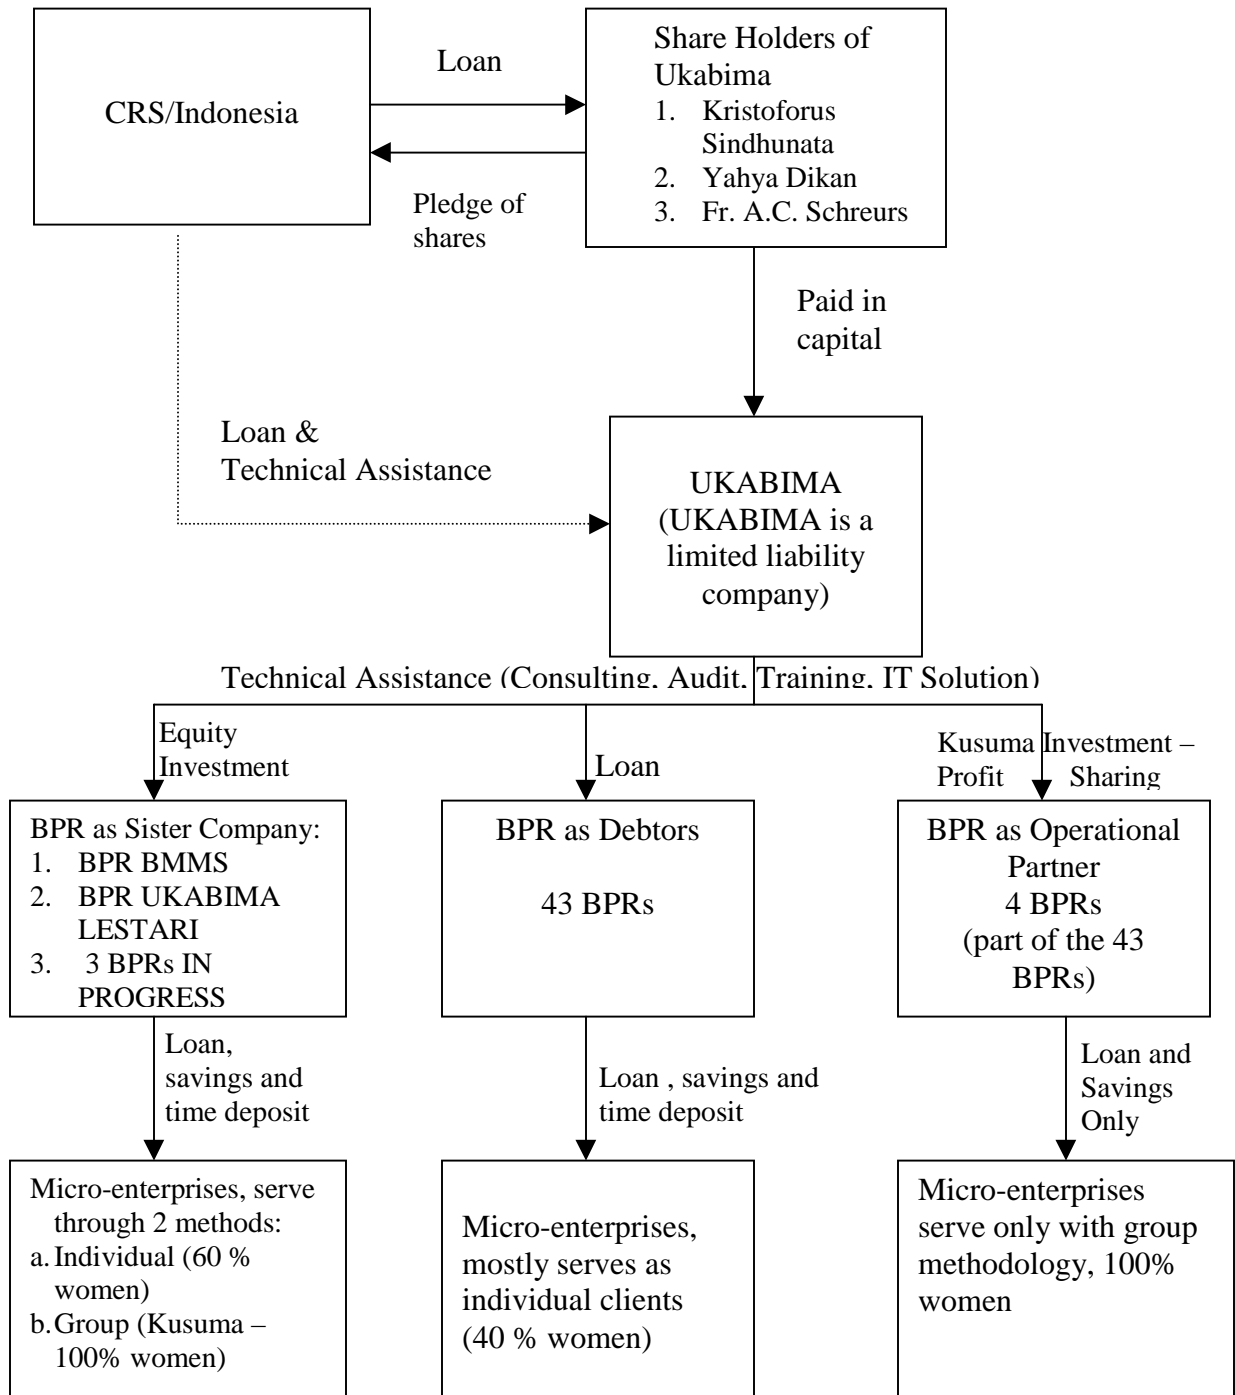 CRS/Indonesia
Loan
Share Holders of
Ukabima
1. Kristoforus
Sindhunata
2. Yahya Dikan
3. Fr. A.C. Schreurs
Pledge of
shares
Paid in
capital
Loan &
Technical Assistance
UKABIMA
(UKABIMA is a
limited liability
company)
Technical Assistance (Consulting, Audit, Training, IT Solution)
Equity
Investment
Loan
Kusuma Investment –
Profit Sharing
BPR as Sister Company:
1. BPR BMMS
2. BPR UKABIMA
LESTARI
3. 3 BPRs IN
PROGRESS
BPR as Debtors
43 BPRs
BPR as Operational
Partner
4 BPRs
(part of the 43
BPRs)
Loan,
savings and
time deposit
Loan , savings and
time deposit
Loan and
Savings
Only
Micro-enterprises, serve
through 2 methods:
a. Individual (60 %
women)
b. Group (Kusuma –
100% women)
Micro-enterprises,
mostly serves as
individual clients
(40 % women)
Micro-enterprises
serve only with group
methodology, 100%
women